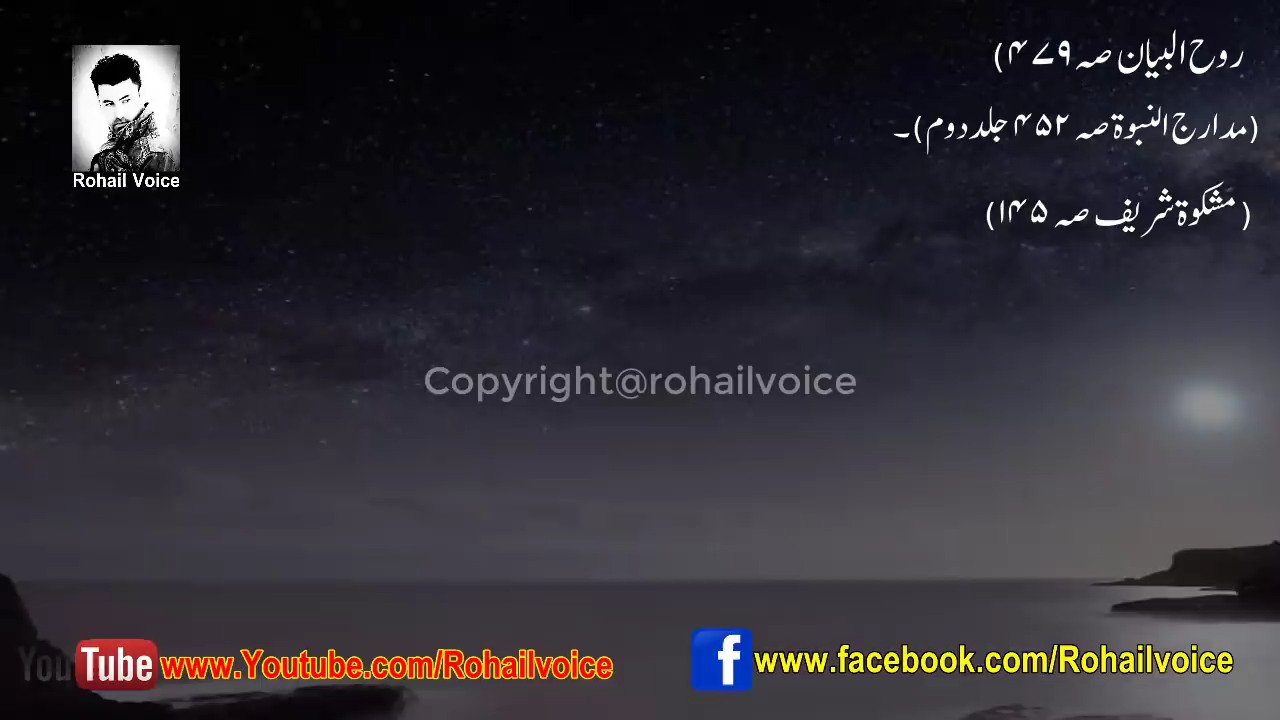 روح البیان صہ ۴۷۹)
(مدارج النبوۃ صہ ۴۵۲ جلد دوم)۔
(مشکوۃ شریف صہ ۱۴۵)
Rohail Voice
Copyright@rohailvoice
YouTube www.Youtube.com/Rohailvoice
f www.facebook.com/Rohailvoice